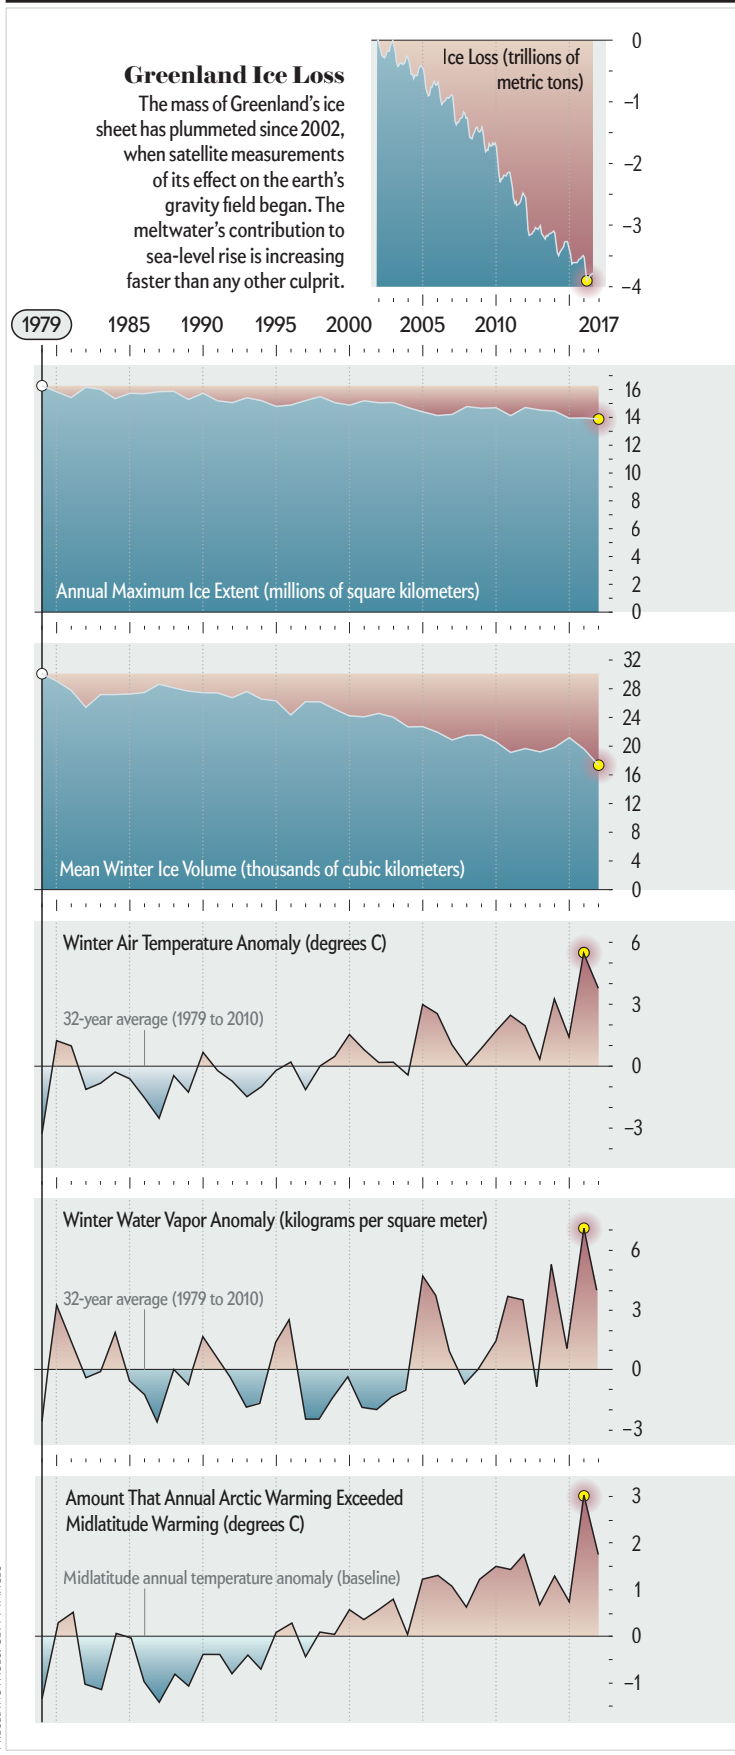 Greenland Ice Loss
The mass of Greenland's ice
sheet has plummeted since 2002,
when satellite measurements
of its effect on the earth's
gravity field began. The
meltwater's contribution to
sea-level rise is increasing
faster than any other culprit.
Ice Loss (trillions of
metric tons)
0
−1
−2
−3
−4
1979 1985 1990 1995 2000 2005 2010 2017
16
14
12
10
8
6
4
2
0
Annual Maximum Ice Extent (millions of square kilometers)
32
28
24
20
16
12
8
4
0
Mean Winter Ice Volume (thousands of cubic kilometers)
Winter Air Temperature Anomaly (degrees C)
32-year average (1979 to 2010)
6
3
0
−3
Winter Water Vapor Anomaly (kilograms per square meter)
32-year average (1979 to 2010)
6
3
0
−3
Amount That Annual Arctic Warming Exceeded
Midlatitude Warming (degrees C)
Midlatitude annual temperature anomaly (baseline)
3
2
1
0
−1